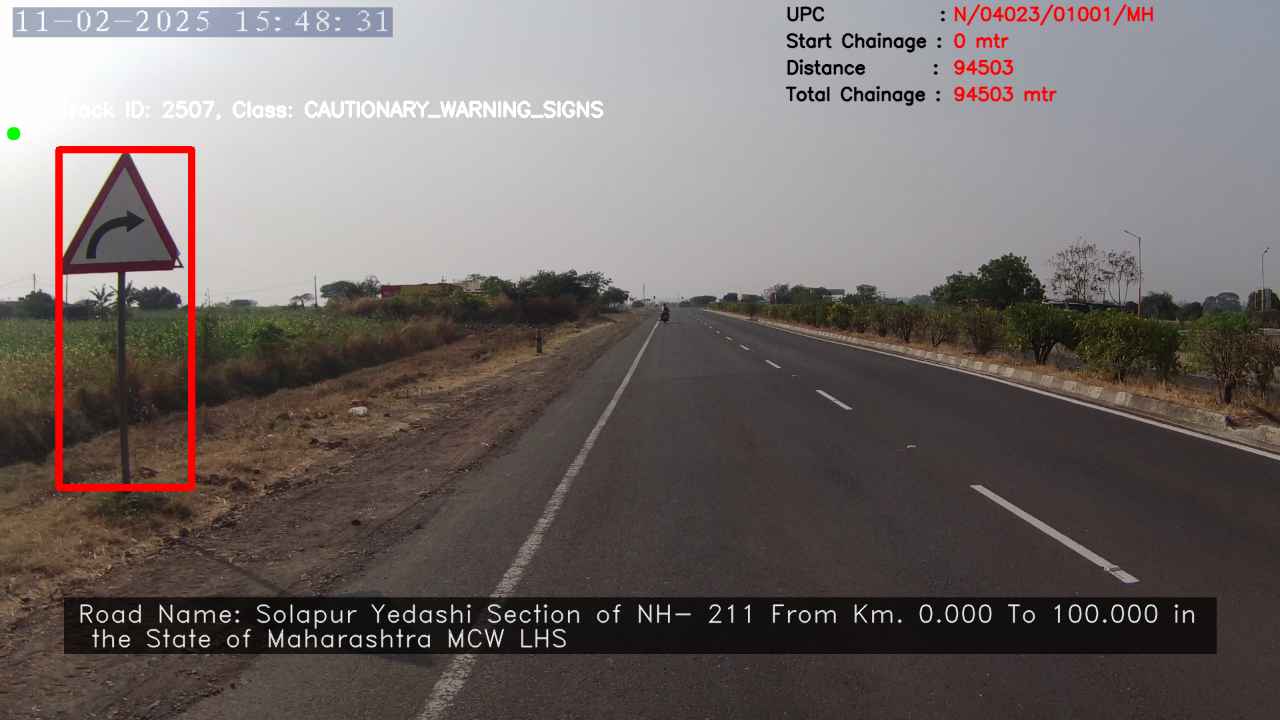 11-02-2025 15:48:31
UPC : N/04023/01001/MH
Start Chainage : 0 mtr
Distance : 94503
Total Chainage : 94503 mtr
Track ID: 2507, Class: CAUTIONARY_WARNING_SIGNS
Road Name: Solapur Yedashi Section of NH- 211 From Km. 0.000 To 100.000 in
the State of Maharashtra MCW LHS